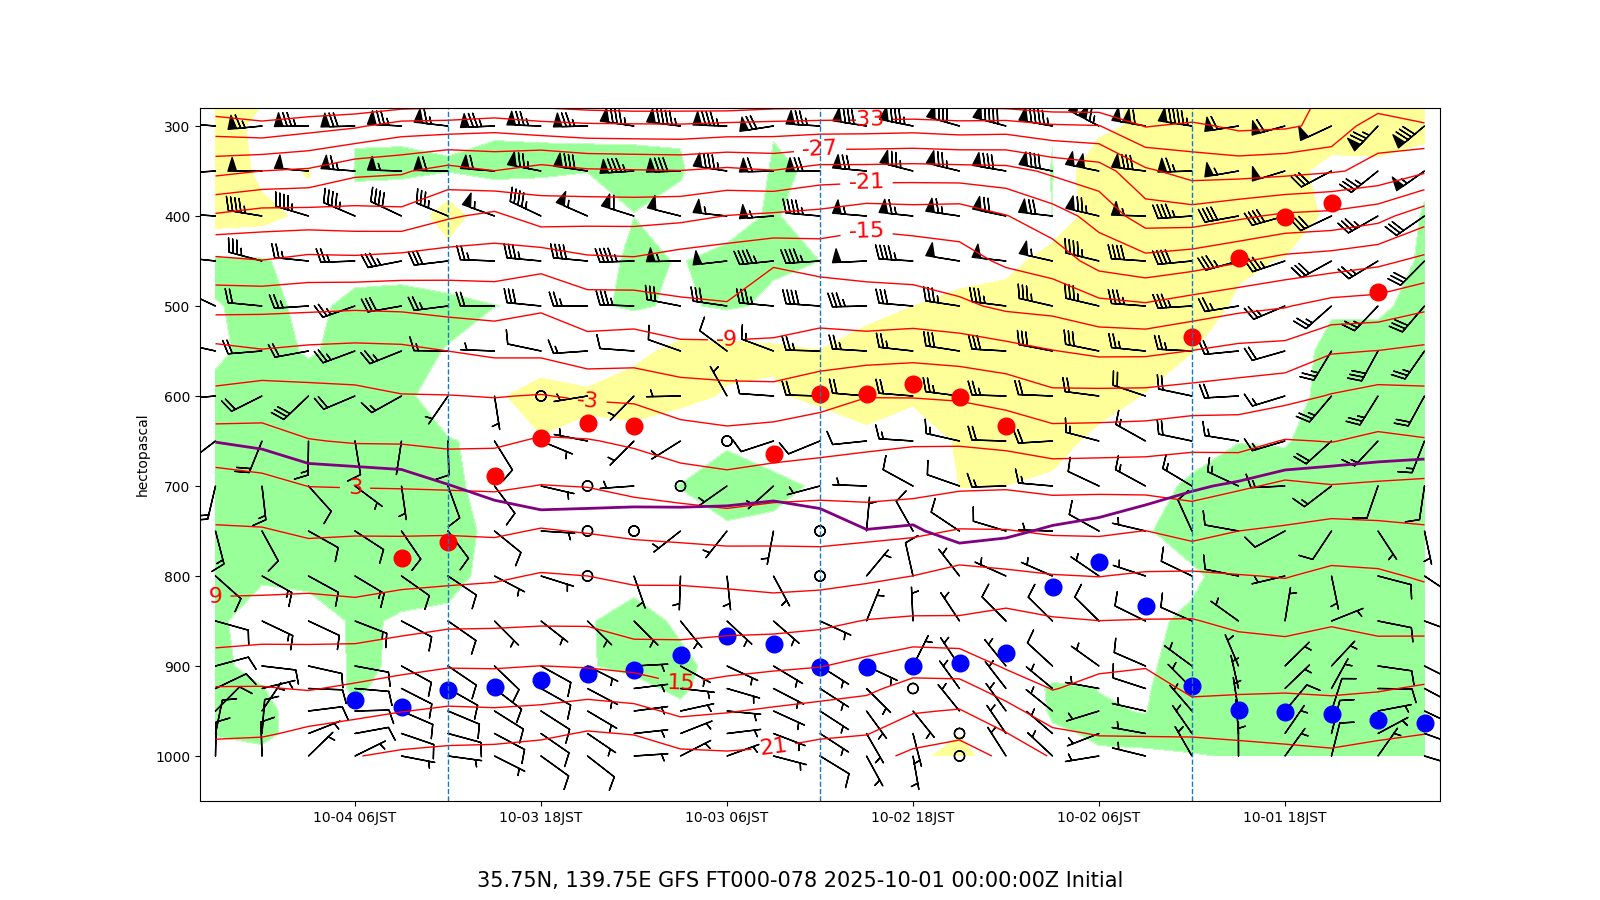 300
400
500
600
700
800
900
1000
hectopascal
-33
-27
-21
-15
-9
-3
3
9
15
21
10-04 06JST
10-03 18JST
10-03 06JST
10-02 18JST
10-02 06JST
10-01 18JST
35.75N, 139.75E GFS FT000-078 2025-10-01 00:00:00Z Initial